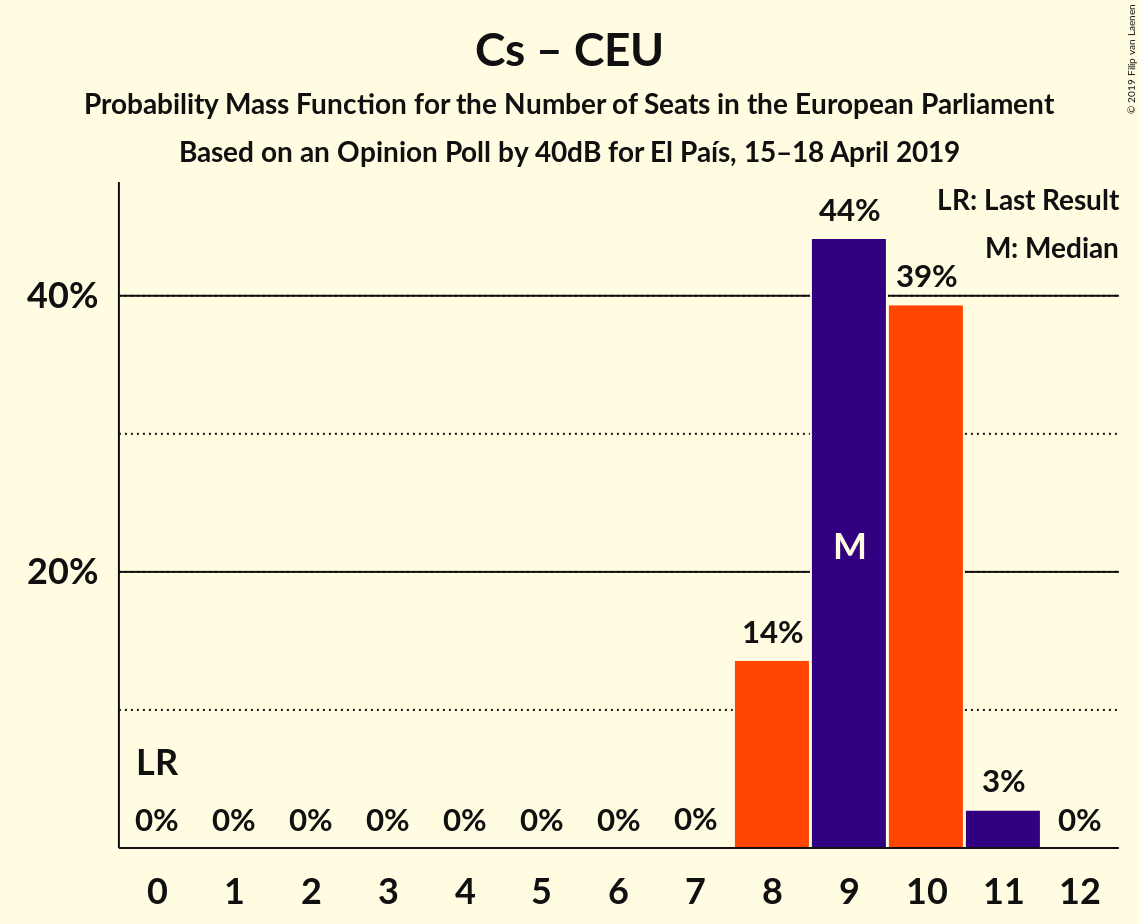 Cs – CEU
Probability Mass Function for the Number of Seats in the European Parliament
Based on an Opinion Poll by 40dB for El País, 15–18 April 2019
© 2019 Filip van Laenen
LR: Last Result
M: Median
44%
39%
40%
M
20%
14%
LR
3%
0% 0% 0% 0% 0% 0% 0% 0% 0%
0 1 2 3 4 5 6 7 8 9 10 11 12